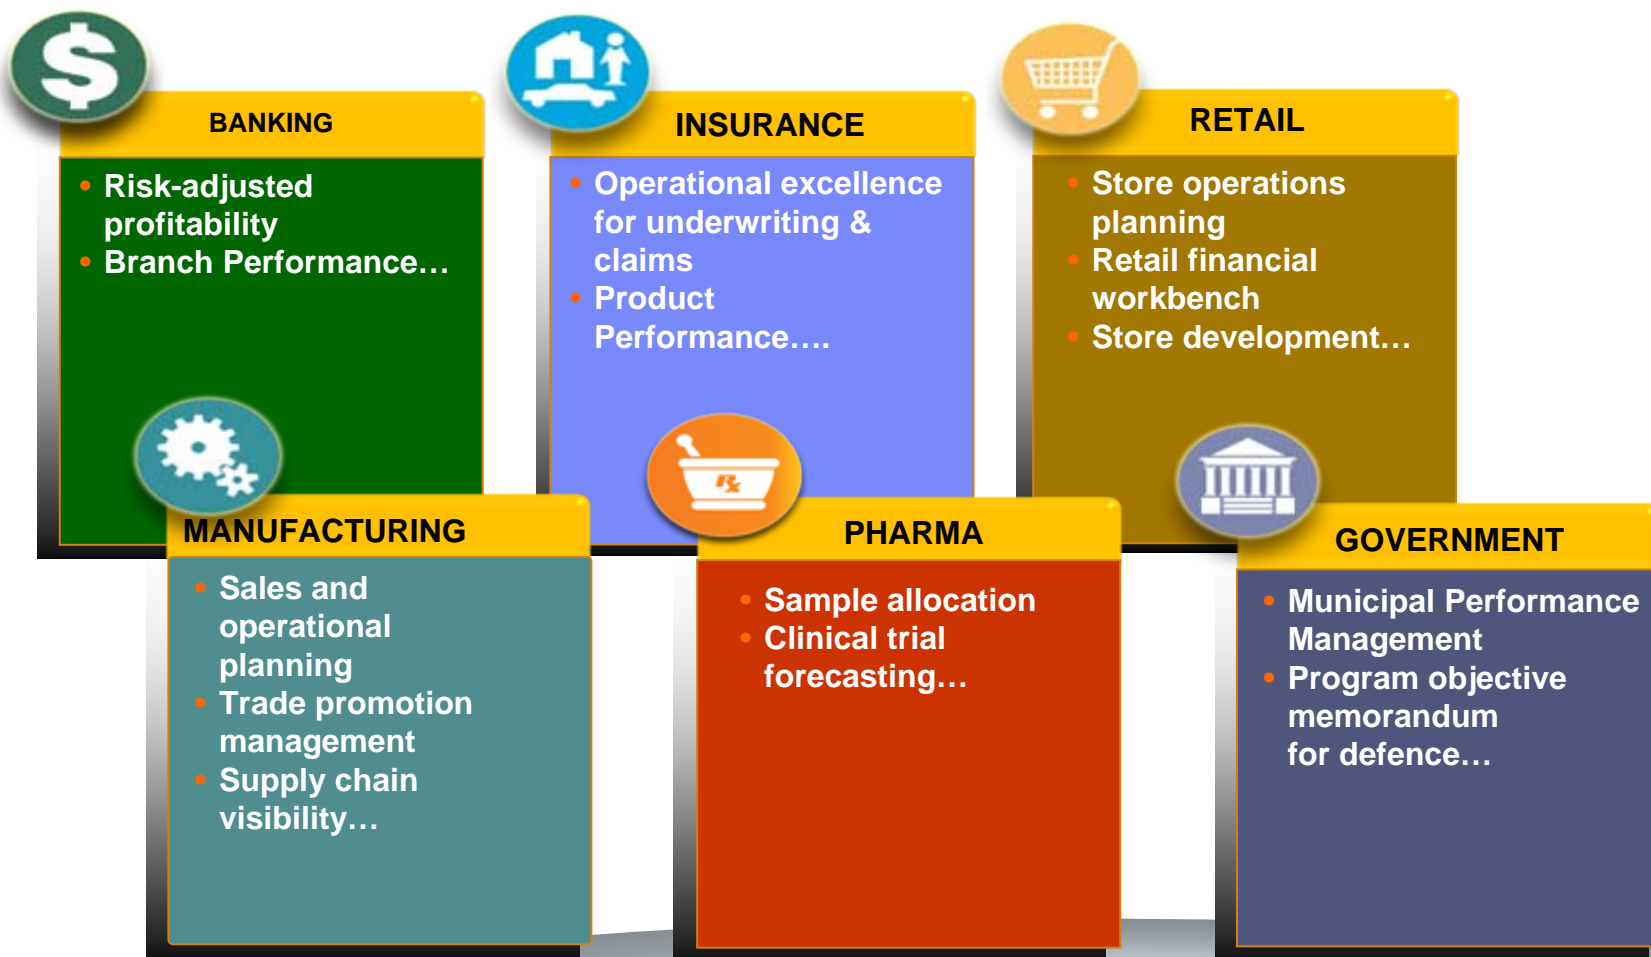 BANKING
• Risk-adjusted
profitability
• Branch Performance…
INSURANCE
• Operational excellence
for underwriting &
claims
• Product
Performance….
RETAIL
• Store operations
planning
• Retail financial
workbench
• Store development…
MANUFACTURING
• Sales and
operational
planning
• Trade promotion
management
• Supply chain
visibility…
Rx
PHARMA
• Sample allocation
• Clinical trial
forecasting…
GOVERNMENT
• Municipal Performance
Management
• Program objective
memorandum
for defence…